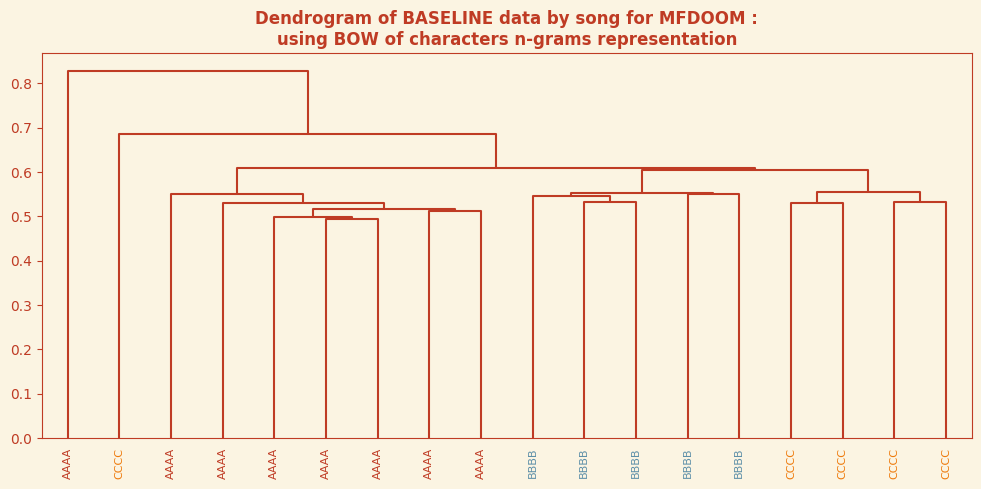 Dendrogram of BASELINE data by song for MFDOOM :
using BOW of characters n-grams representation
0.8
0.7
0.6
0.5
0.4
0.3
0.2
0.1
0.0
AAAA
CCCC
AAAA
AAAA
AAAA
AAAA
AAAA
AAAA
AAAA
BBBB
BBBB
BBBB
BBBB
BBBB
CCCC
CCCC
CCCC
CCCC